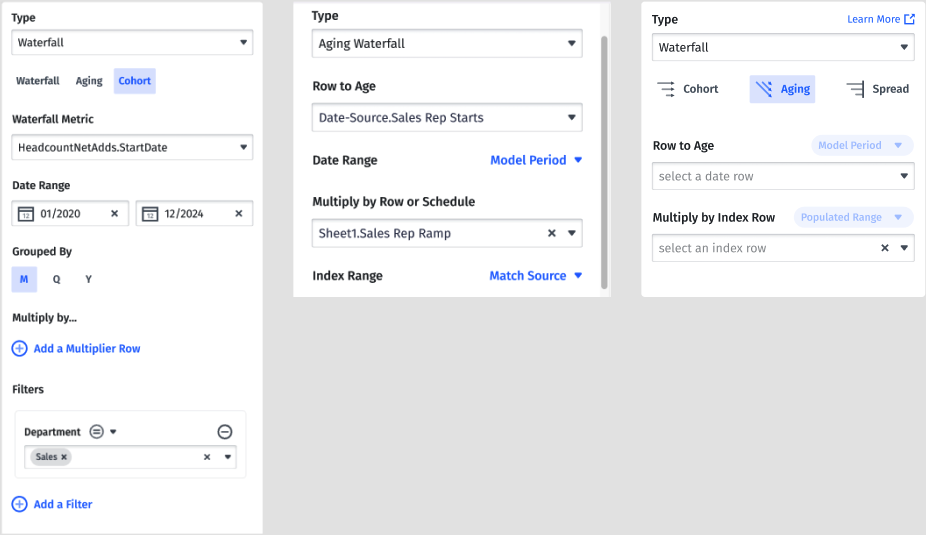 Type
Waterfall
Waterfall Aging Cohort
Waterfall Metric
HeadcountNetAdds.StartDate
Date Range
12 01/2020 12 12/2024
Grouped By
M Q Y
Multiply by...
Add a Multiplier Row
Filters
Department
Sales
Add a Filter
Type
Aging Waterfall
Row to Age
Date-Source.Sales Rep Starts
Date Range Model Period
Multiply by Row or Schedule
Sheet1.Sales Rep Ramp
Index Range Match Source
Type Learn More
Waterfall
Cohort Aging Spread
Row to Age Model Period
select a date row
Multiply by Index Row Populated Range
select an index row